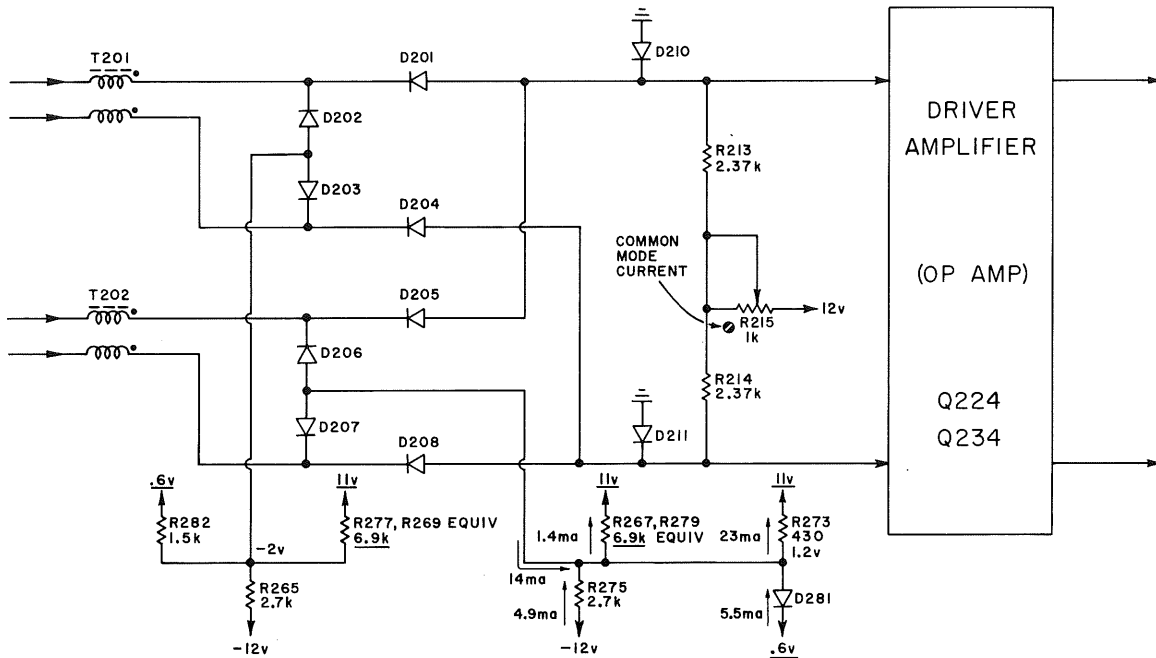 T201
D201
D210
D202
D203
D204
R213
2.37k
DRIVER
AMPLIFIER
(OP AMP)
Q224
Q234
COMMON
MODE
CURRENT
R215
1k
12v
T202
D205
D206
D207
D208
R214
2.37k
D211
.6v
R282
1.5k
11v
R277, R269 EQUIV
6.9k
-2v
R265
2.7k
-12v
11v
R267, R279
6.9k EQUIV
1.4ma
14ma
4.9ma
R275
2.7k
-12v
11v
R273
430
1.2v
23ma
D281
5.5ma
.6v